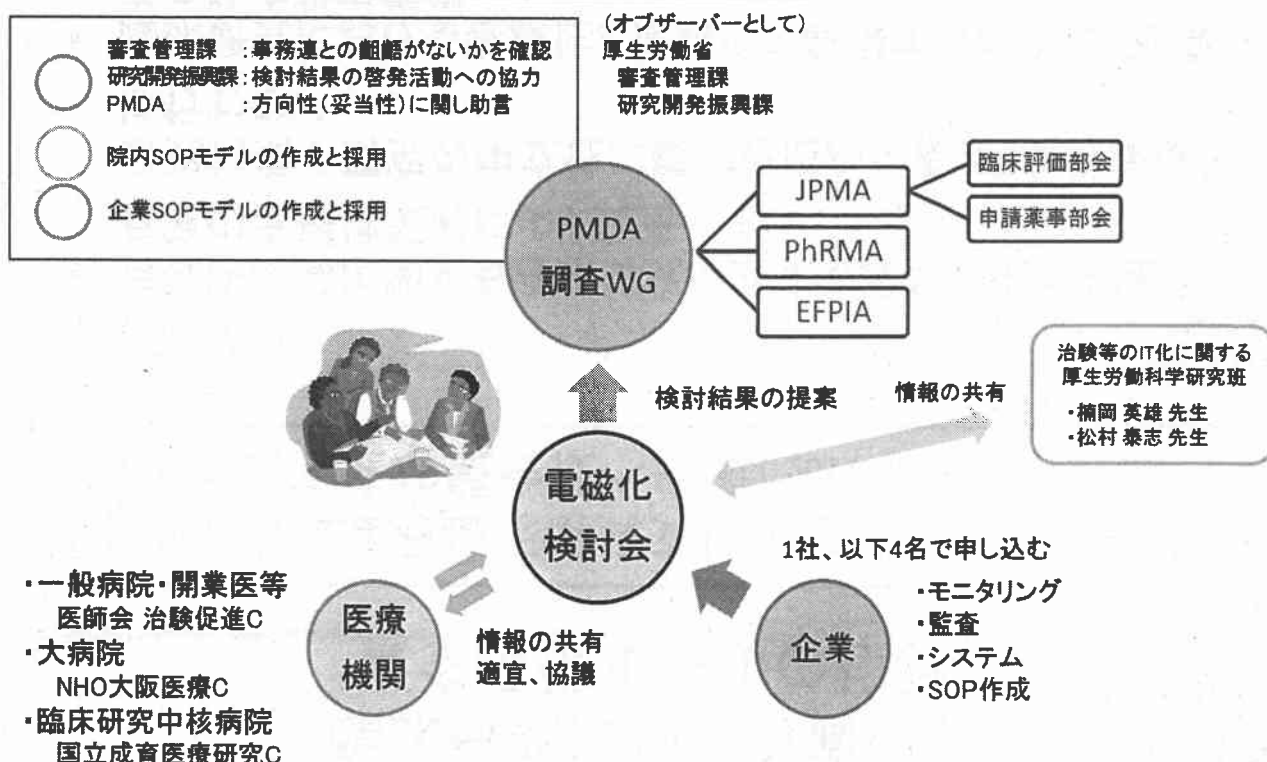 審査管理課 :事務連との齟齬がないかを確認
研究開発振興課:検討結果の啓発活動への協力
PMDA :方向性(妥当性)に関し助言
院内SOPモデルの作成と採用
企業SOPモデルの作成と採用
(オブザーバーとして)
厚生労働省
審査管理課
研究開発振興課
PMDA
調査WG
JPMA
PhRMA
EFPIA
臨床評価部会
申請薬事部会
検討結果の提案
情報の共有
治験等のIT化に関する
厚生労働科学研究班
・楠岡 英雄 先生
・松村 泰志 先生
電磁化
検討会
・一般病院・開業医等
医師会 治験促進C
・大病院
NHO大阪医療C
・臨床研究中核病院
国立成育医療研究C
医療
機関
情報の共有
適宜、協議
1社、以下4名で申し込む
企業
・モニタリング
・監査
・システム
・SOP作成